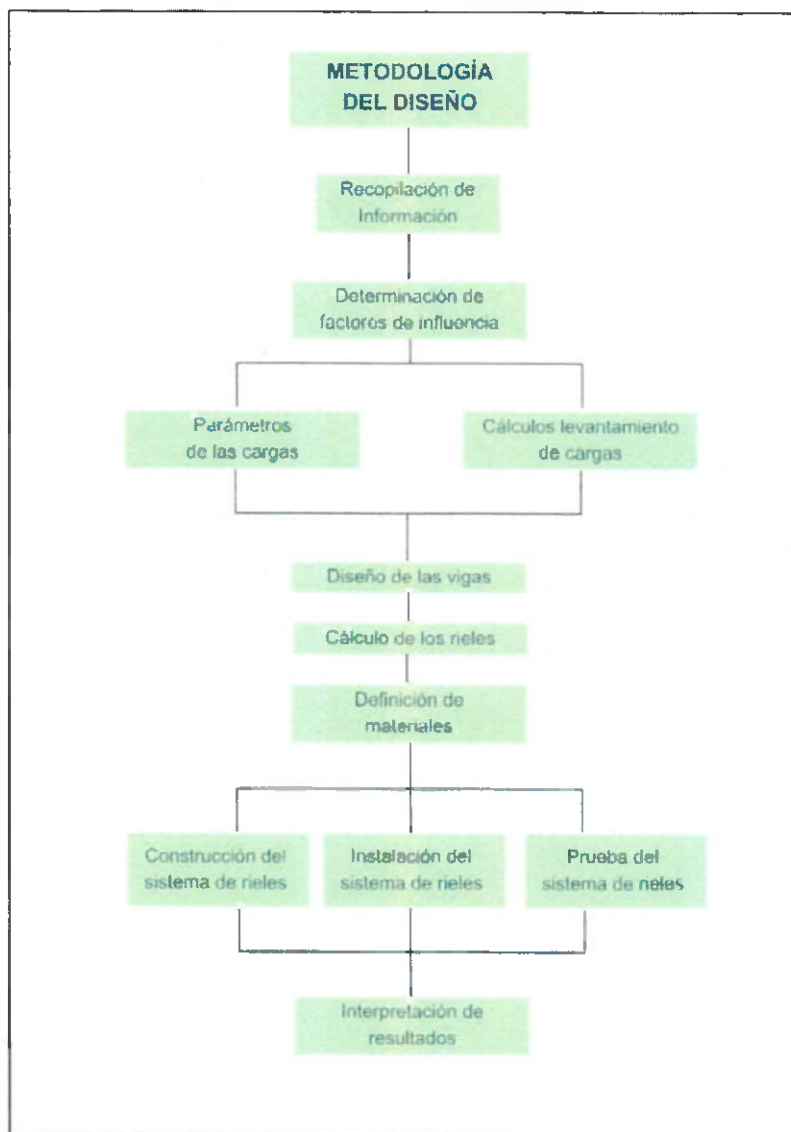 METODOLOGÍA
DEL DISEÑO
Recopilación de
Información
Determinación de
factores de influencia
Parámetros
de las cargas
Cálculos levantamiento
de cargas
Diseño de las vigas
Cálculo de los rieles
Definición de
materiales
Construcción del
sistema de rieles
Instalación del
sistema de rieles
Prueba del
sistema de rieles
Interpretación de
resultados